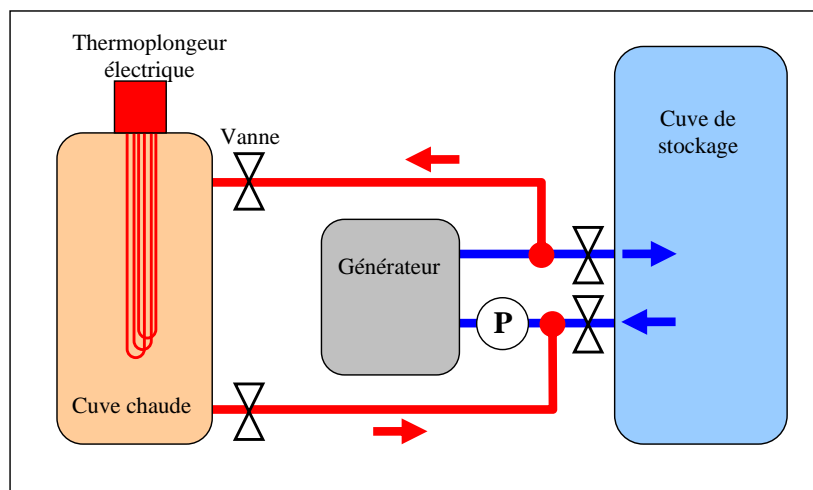 Thermoplongeur
électrique
Vanne
Cuve de
stockage
Générateur
P
Cuve chaude